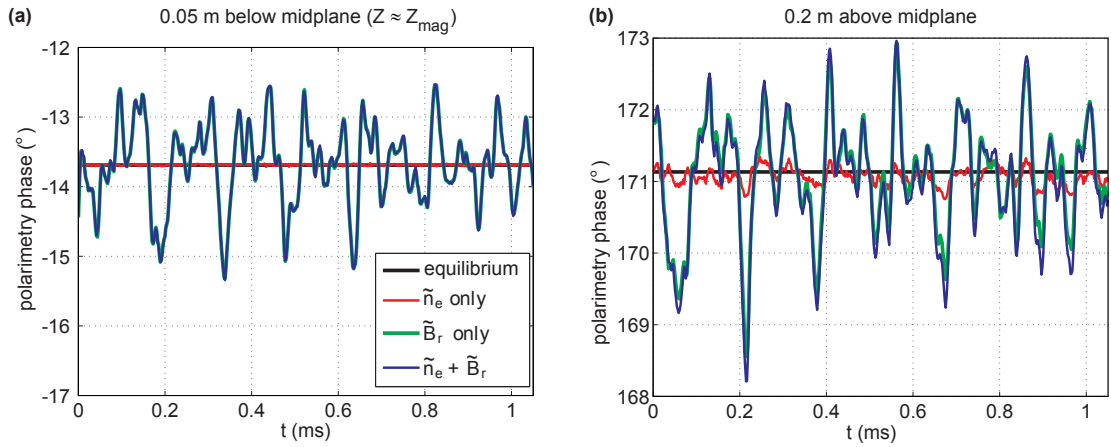 (a) 0.05 m below midplane (Z ≈ Z_mag)
polarimetry phase (°)
-12
-13
-14
-15
-16
-17
0 0.2 0.4 0.6 0.8 1
t (ms)
equilibrium
ñ_e only
B̃_r only
ñ_e + B̃_r
(b) 0.2 m above midplane
polarimetry phase (°)
173
172
171
170
169
168
0 0.2 0.4 0.6 0.8 1
t (ms)